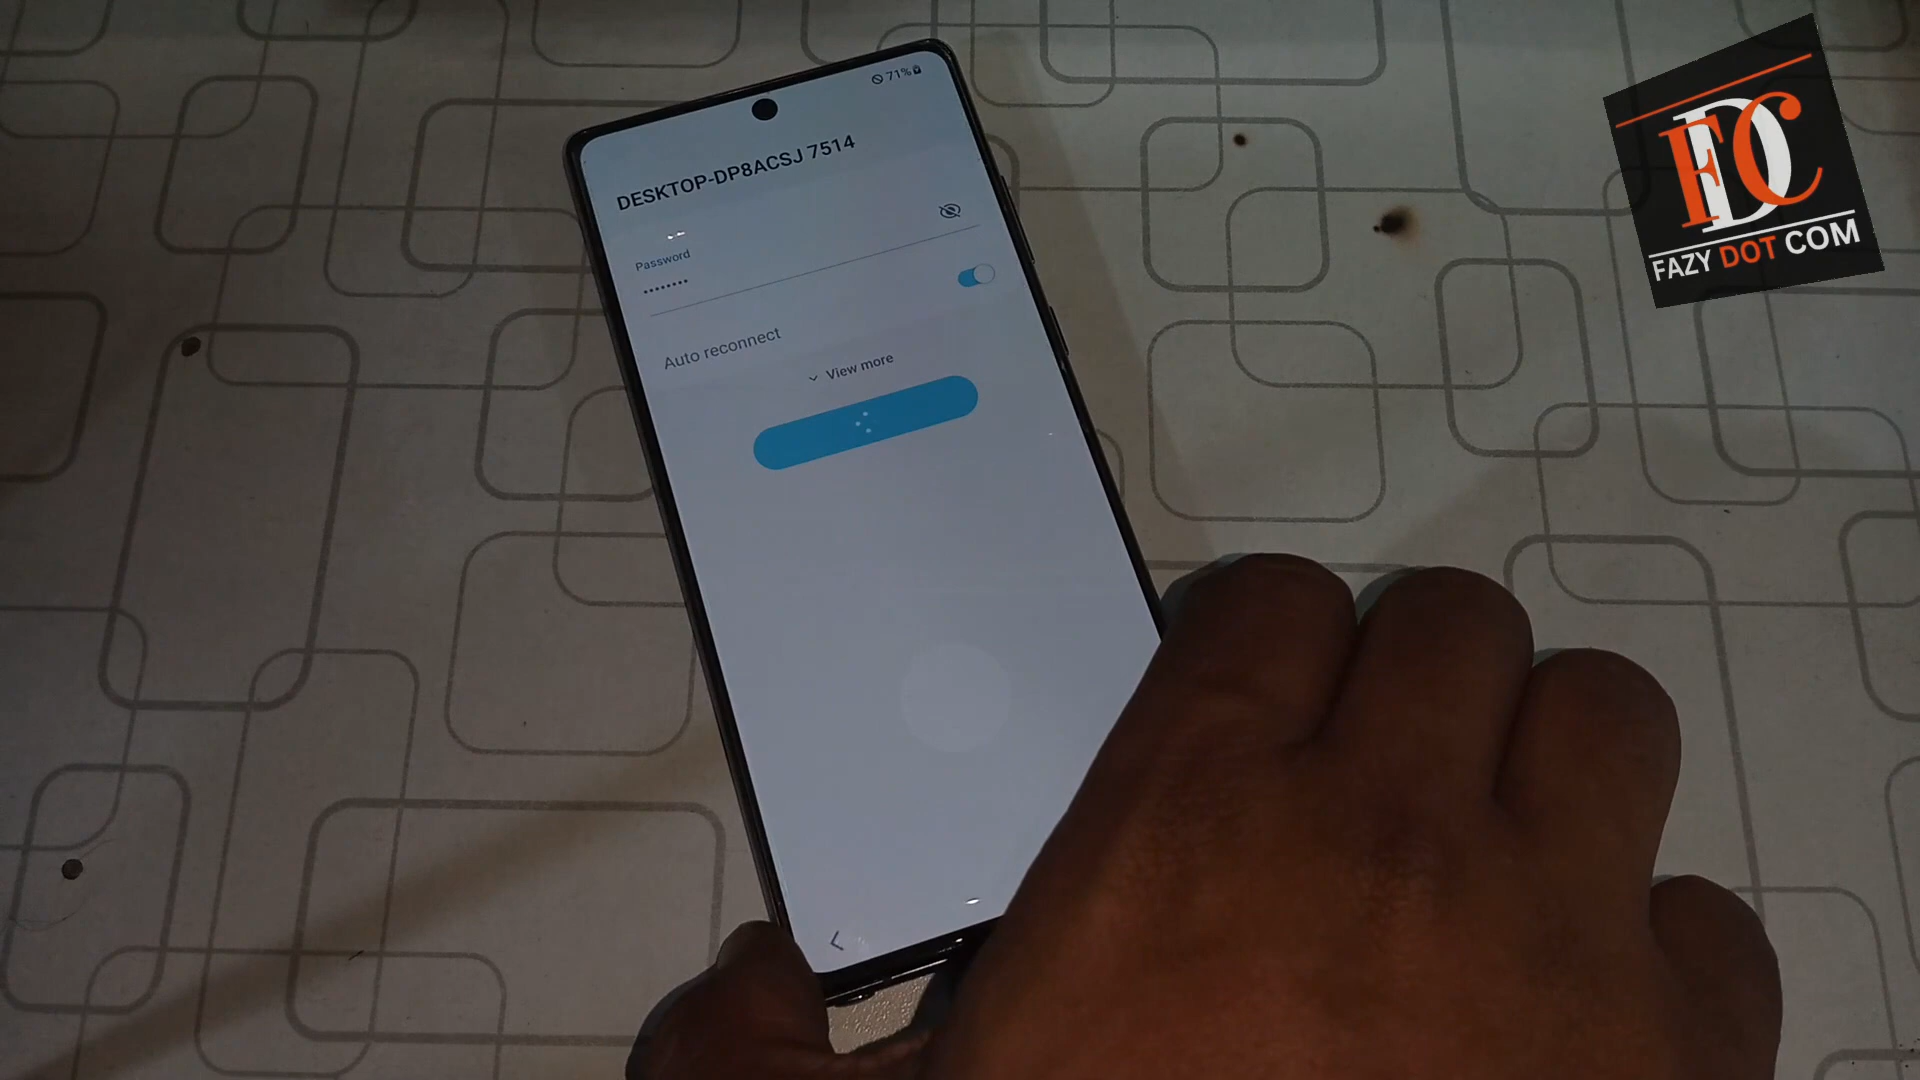 71%
DESKTOP-DP8ACSJ 7514
Password
••••••••
Auto reconnect
View more
FDC
FAZY DOT COM